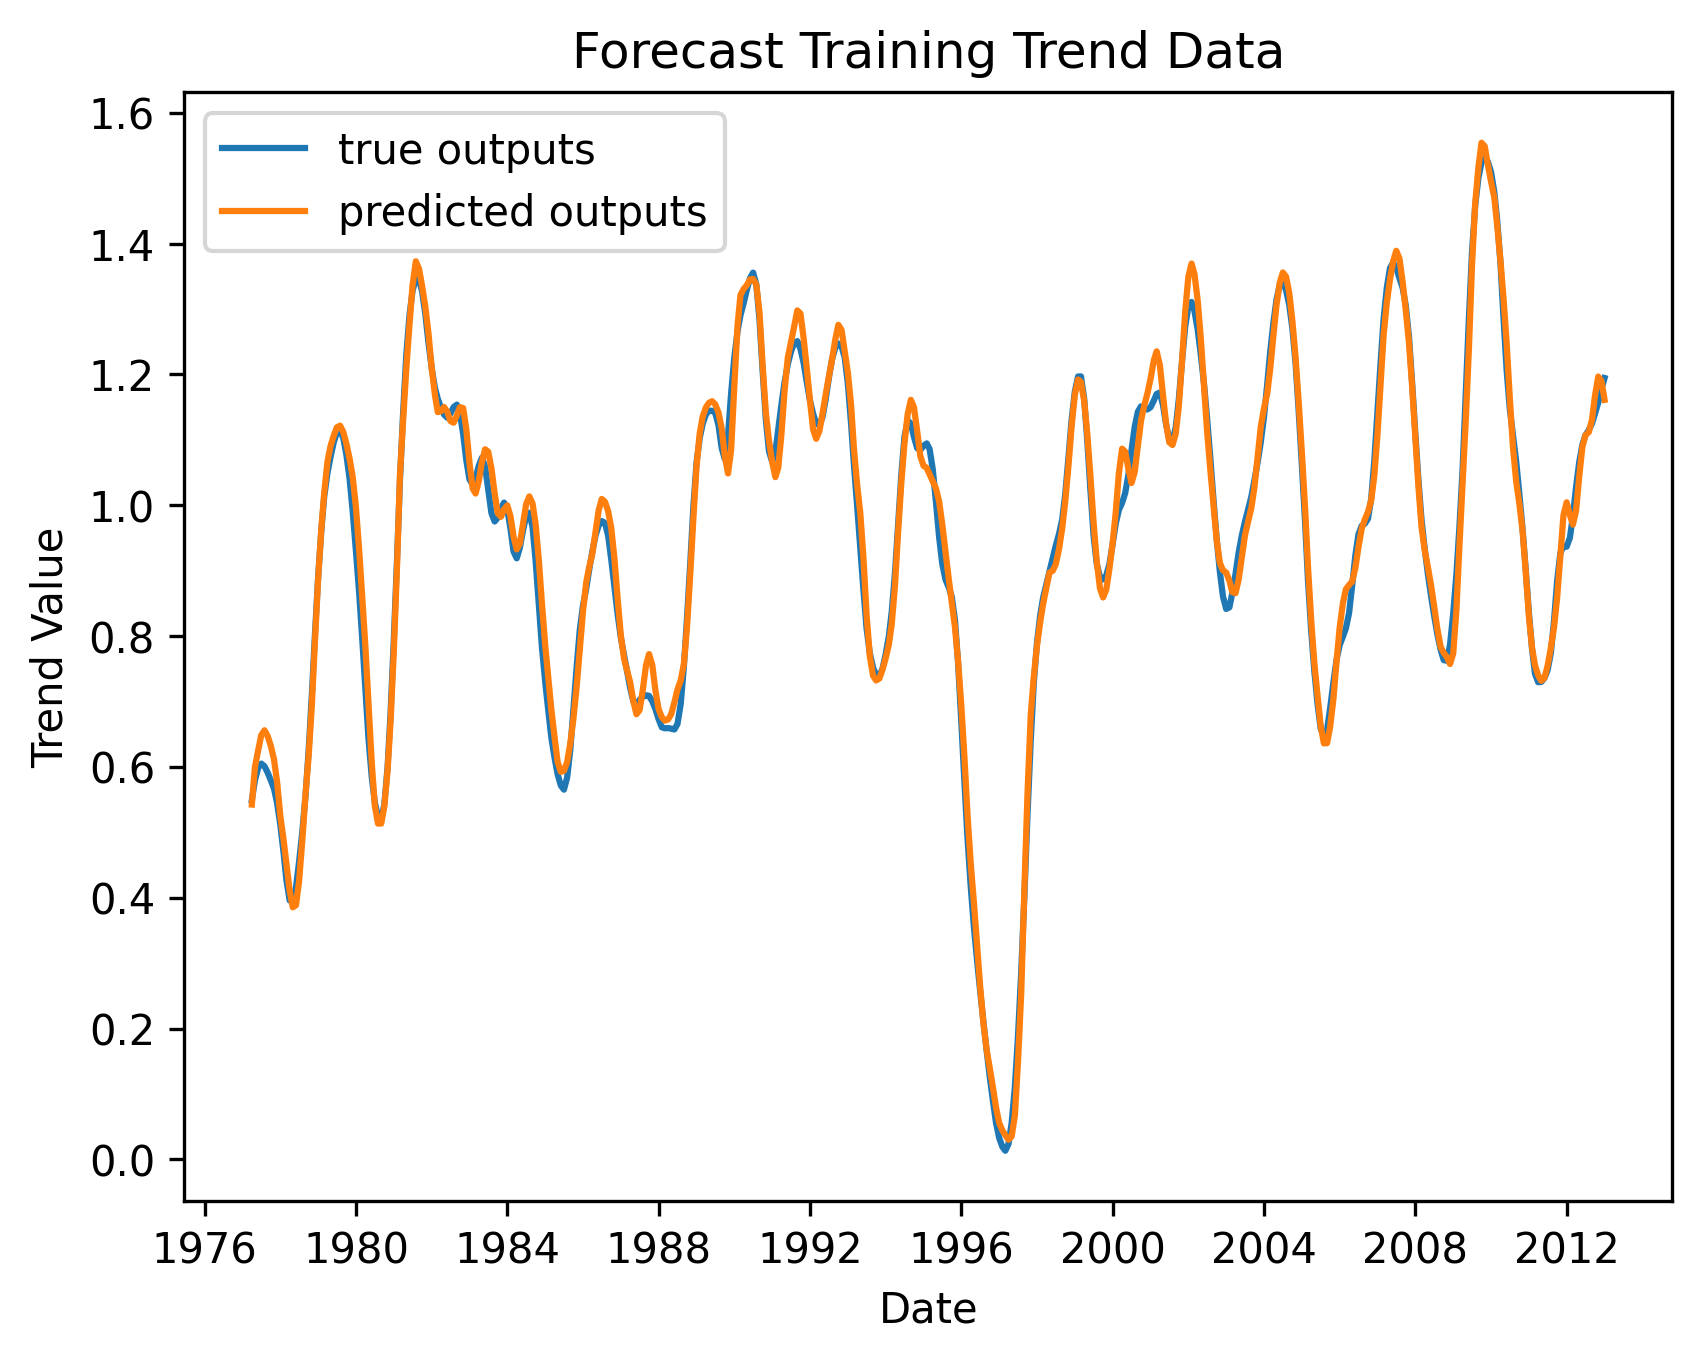 Forecast Training Trend Data
true outputs
predicted outputs
Trend Value
1.6
1.4
1.2
1.0
0.8
0.6
0.4
0.2
0.0
1976 1980 1984 1988 1992 1996 2000 2004 2008 2012
Date